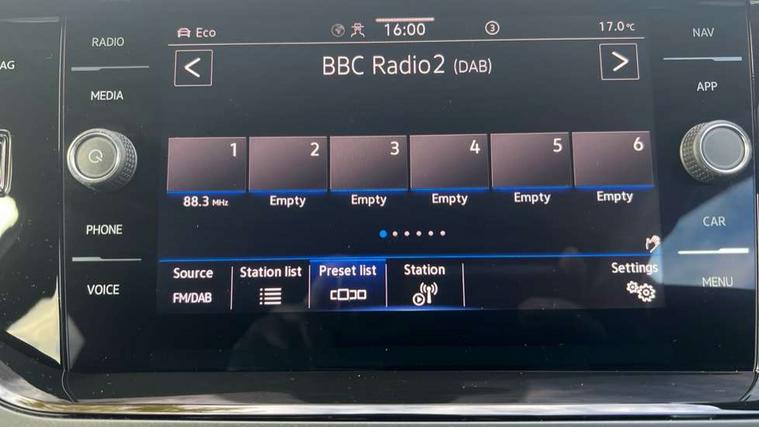 RADIO
MEDIA
PHONE
VOICE
AG
Eco
16:00
3
17.0°C
<
BBC Radio2 (DAB)
>
1 2 3 4 5 6
88.3 MHz Empty Empty Empty Empty Empty
Source Station list Preset list Station Settings
FM/DAB
NAV
APP
CAR
MENU